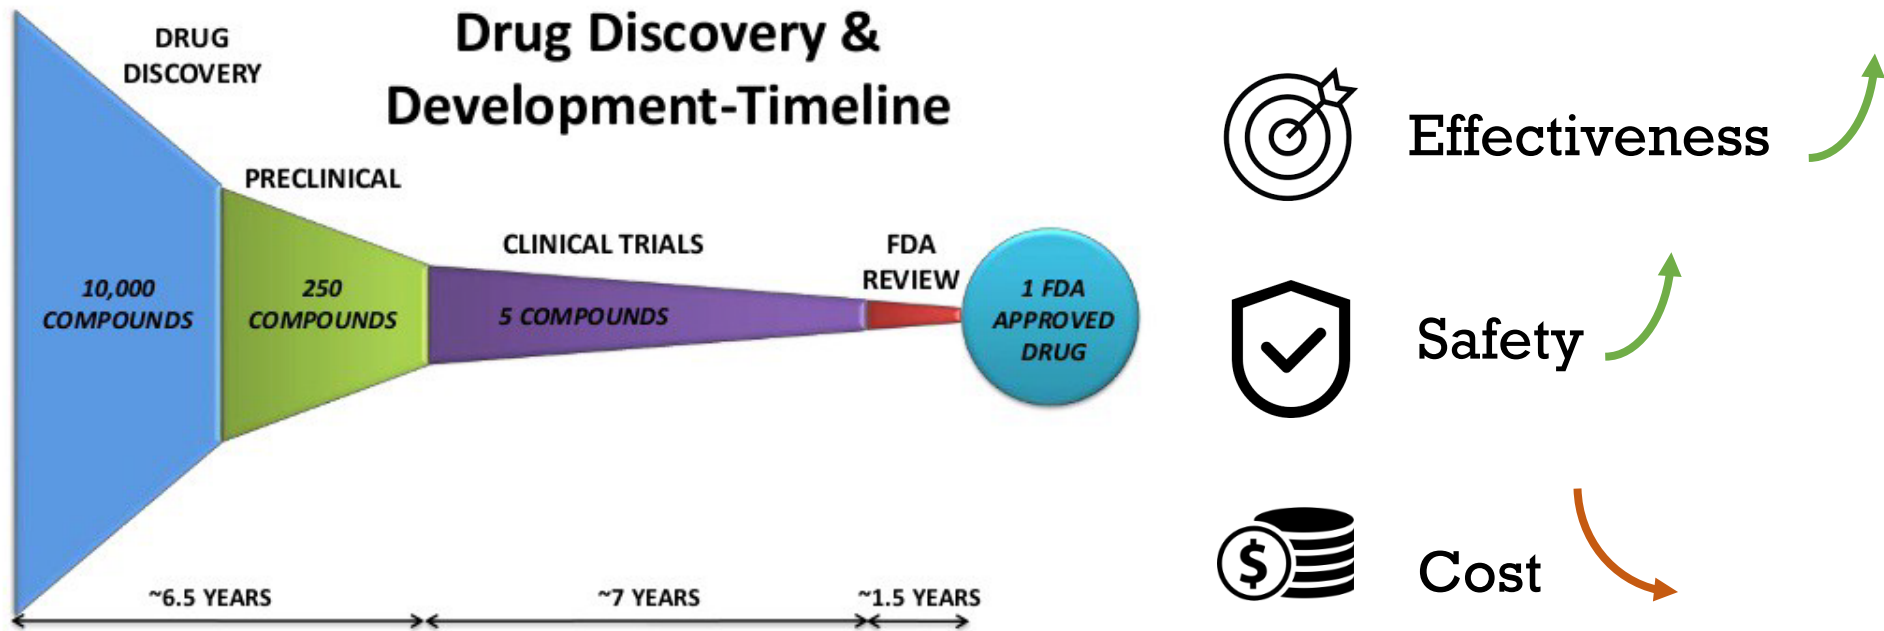 Drug Discovery &
Development-Timeline
DRUG
DISCOVERY
PRECLINICAL
CLINICAL TRIALS
FDA
REVIEW
10,000
COMPOUNDS
250
COMPOUNDS
5 COMPOUNDS
1 FDA
APPROVED
DRUG
~6.5 YEARS
~7 YEARS
~1.5 YEARS
Effectiveness
Safety
$
Cost